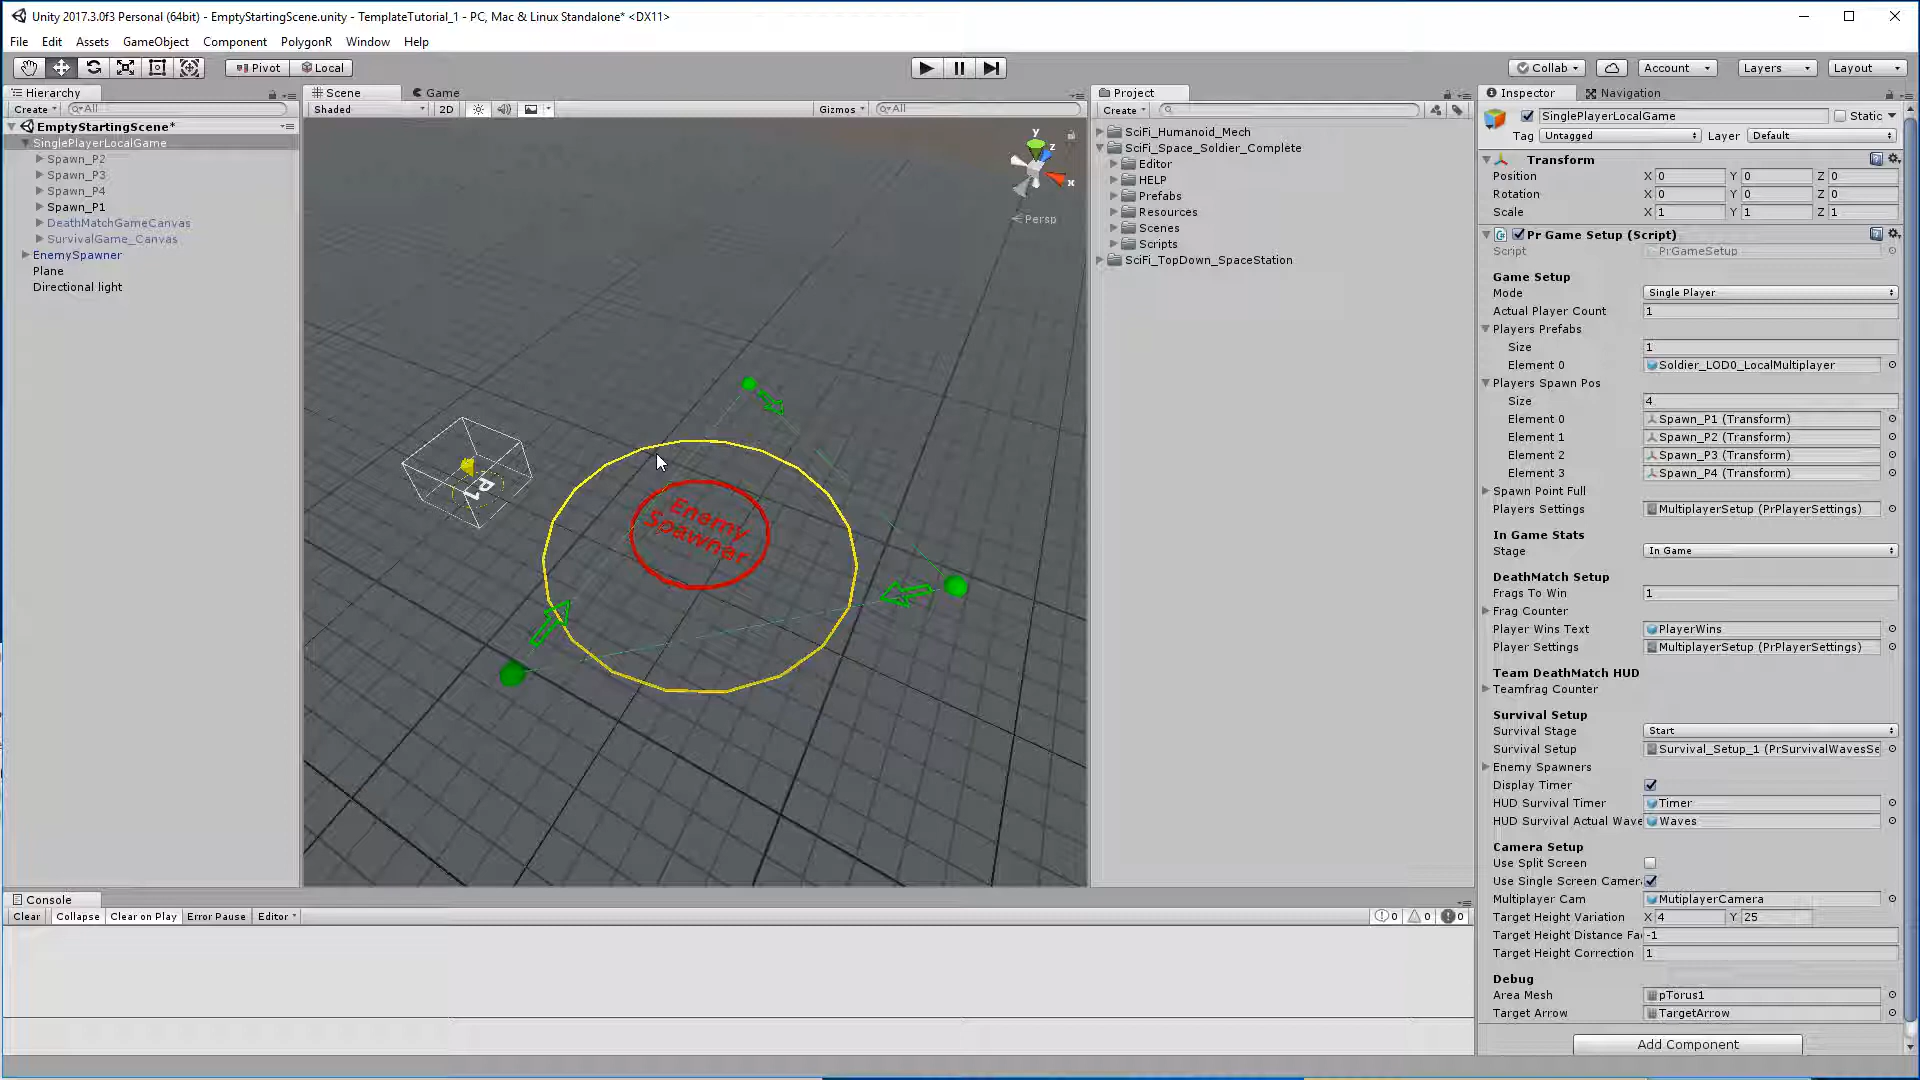 Unity 2017.3.0f3 Personal (64bit) - EmptyStartingScene.unity - TemplateTutorial_1 - PC, Mac & Linux Standalone* <DX11>
File Edit Assets GameObject Component PolygonR Window Help
Pivot Local Collab Account Layers Layout
Hierarchy
Create All
EmptyStartingScene*
SinglePlayerLocalGame
Spawn_P2
Spawn_P3
Spawn_P4
Spawn_P1
DeathMatchGameCanvas
SurvivalGame_Canvas
EnemySpawner
Plane
Directional light
Scene Game
Shaded 2D Gizmos All
y
z
x
Persp
P1
Enemy
Spawner
Project
Create
SciFi_Humanoid_Mech
SciFi_Space_Soldier_Complete
Editor
HELP
Prefabs
Resources
Scenes
Scripts
SciFi_TopDown_SpaceStation
Inspector Navigation
SinglePlayerLocalGame Static
Tag Untagged Layer Default
Transform
Position X 0 Y 0 Z 0
Rotation X 0 Y 0 Z 0
Scale X 1 Y 1 Z 1
Pr Game Setup (Script)
Script PrGameSetup
Game Setup
Mode Single Player
Actual Player Count 1
Players Prefabs
Size 1
Element 0 Soldier_LOD0_LocalMultiplayer
Players Spawn Pos
Size 4
Element 0 Spawn_P1 (Transform)
Element 1 Spawn_P2 (Transform)
Element 2 Spawn_P3 (Transform)
Element 3 Spawn_P4 (Transform)
Spawn Point Full
Players Settings MultiplayerSetup (PrPlayerSettings)
In Game Stats
Stage In Game
DeathMatch Setup
Frags To Win 1
Frag Counter
Player Wins Text PlayerWins
Player Settings MultiplayerSetup (PrPlayerSettings)
Team DeathMatch HUD
Teamfrag Counter
Survival Setup
Survival Stage Start
Survival Setup Survival_Setup_1 (PrSurvivalWavesSe
Enemy Spawners
Display Timer
HUD Survival Timer Timer
HUD Survival Actual Wave Waves
Camera Setup
Use Split Screen
Use Single Screen Camer
Multiplayer Cam MutiplayerCamera
Target Height Variation X 4 Y 25
Target Height Distance Fa -1
Target Height Correction 1
Debug
Area Mesh pTorus1
Target Arrow TargetArrow
Add Component
Console
Clear Collapse Clear on Play Error Pause Editor 0 0 0